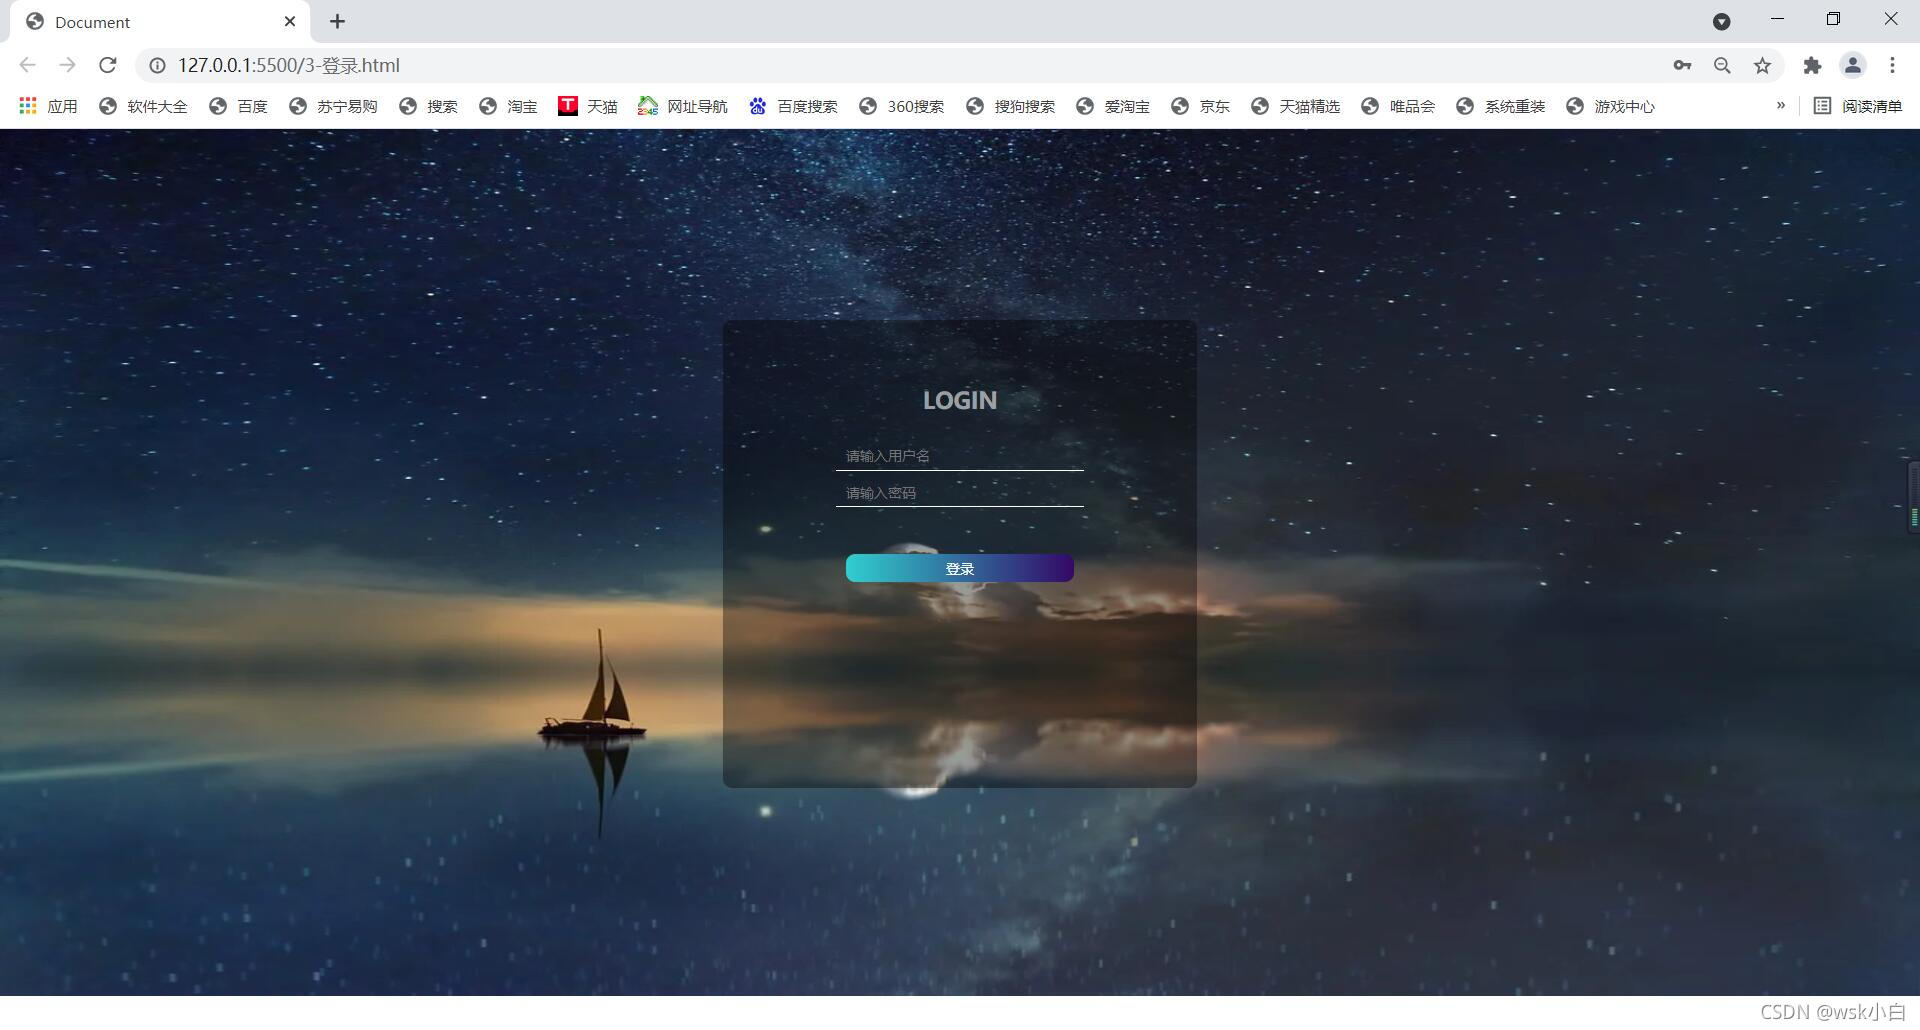 Document
127.0.0.1:5500/3-登录.html
应用 软件大全 百度 苏宁易购 搜索 淘宝 T 天猫 2345 网址导航 百度搜索 360搜索 搜狗搜索 爱淘宝 京东 天猫精选 唯品会 系统重装 游戏中心 » 阅读清单
LOGIN
请输入用户名
请输入密码
登录
CSDN @wsk小白